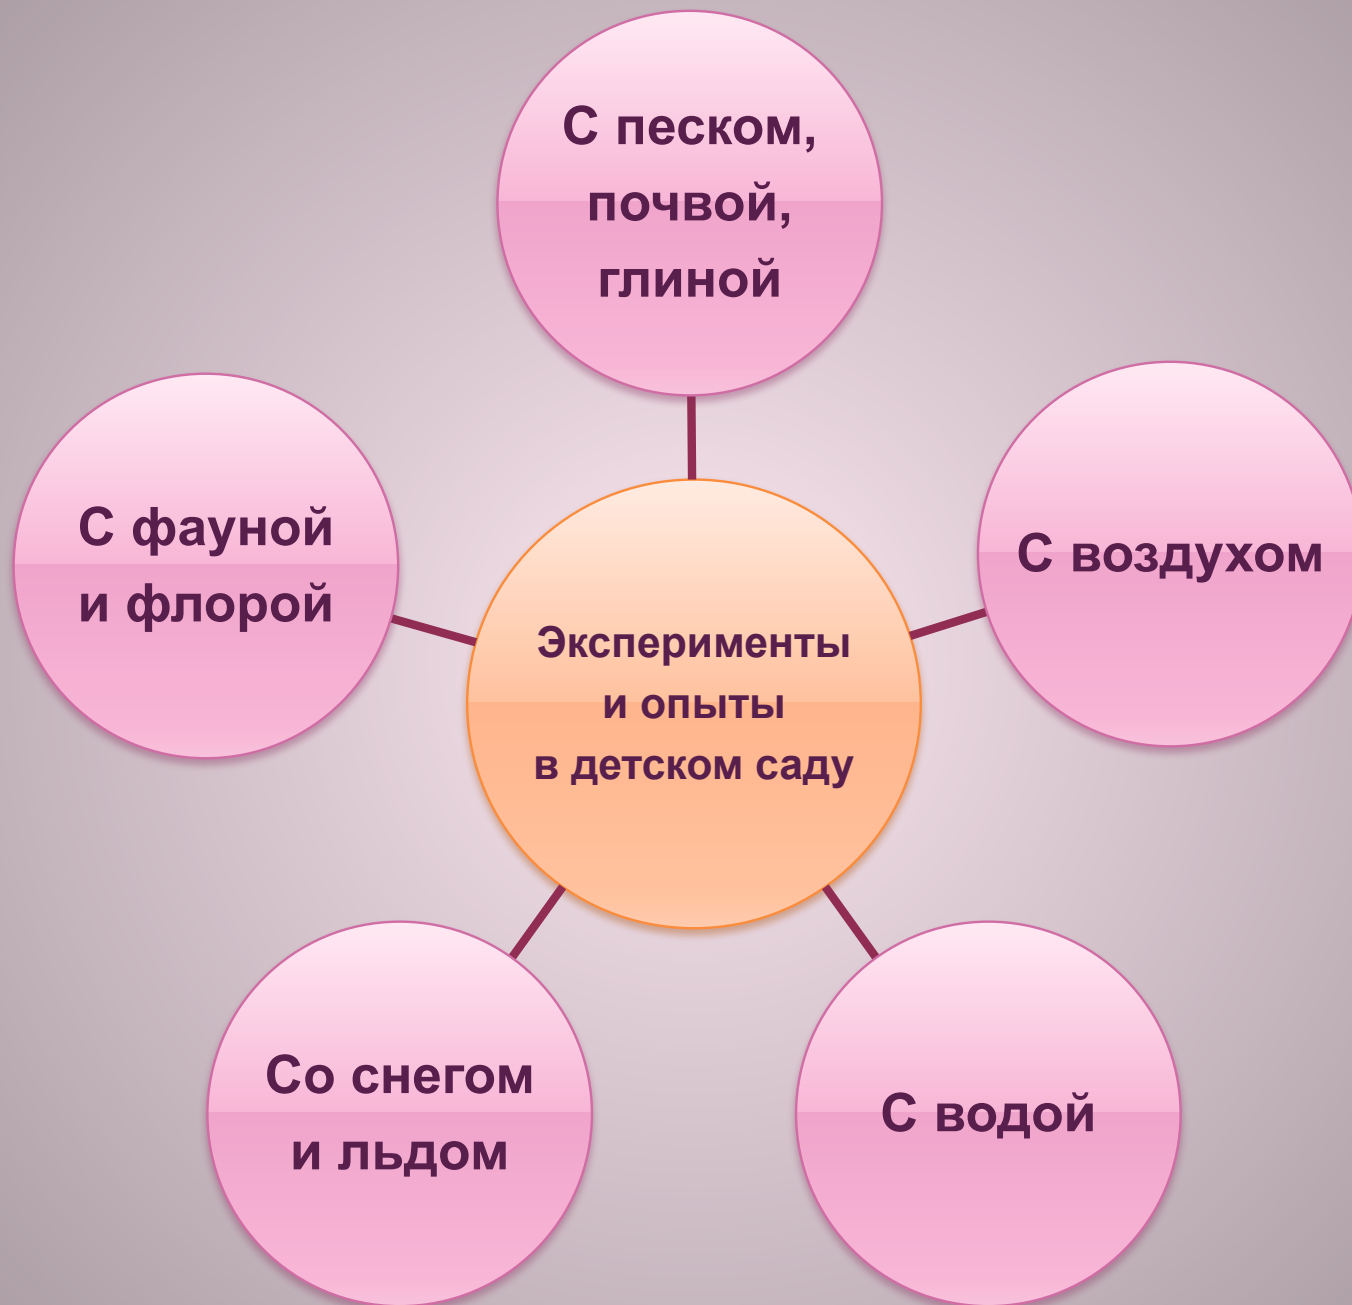 С песком,
почвой,
глиной
С фауной
и флорой
С воздухом
Эксперименты
и опыты
в детском саду
Со снегом
и льдом
С водой